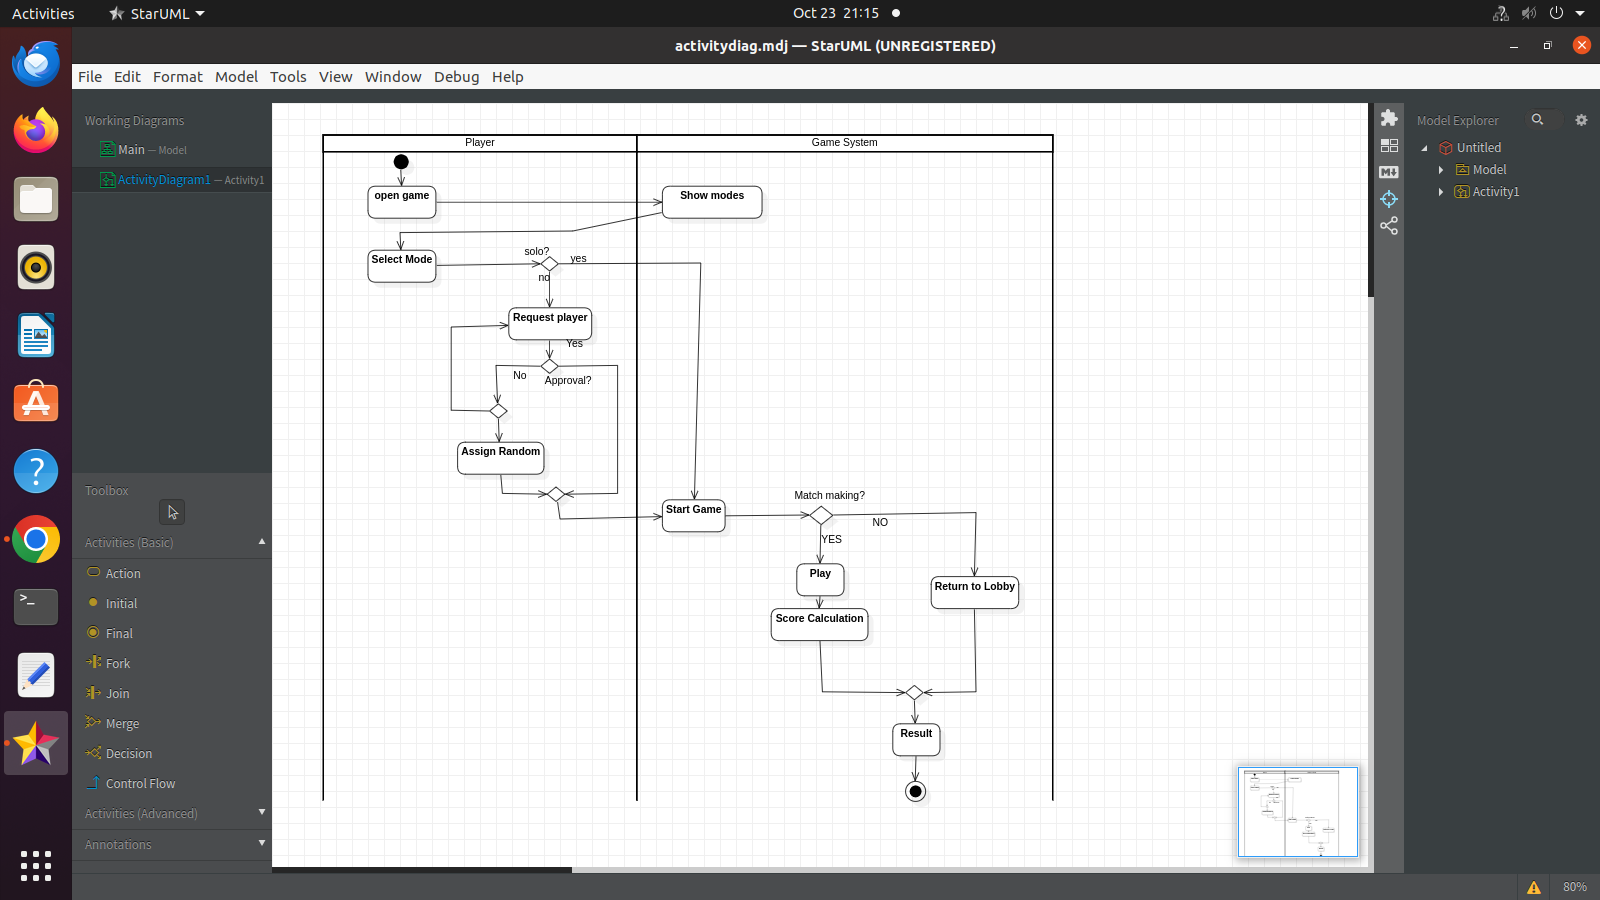 Activities
StarUML
Oct 23 21:15
activitydiag.mdj — StarUML (UNREGISTERED)
File Edit Format Model Tools View Window Debug Help
Working Diagrams
Main — Model
ActivityDiagram1 — Activity1
Toolbox
Activities (Basic)
Action
Initial
Final
Fork
Join
Merge
Decision
Control Flow
Activities (Advanced)
Annotations
Player
Game System
open game
Show modes
Select Mode
solo?
yes
no
Request player
Yes
No
Approval?
Assign Random
Start Game
Match making?
NO
YES
Play
Return to Lobby
Score Calculation
Result
M
Model Explorer
Untitled
Model
Activity1
80%